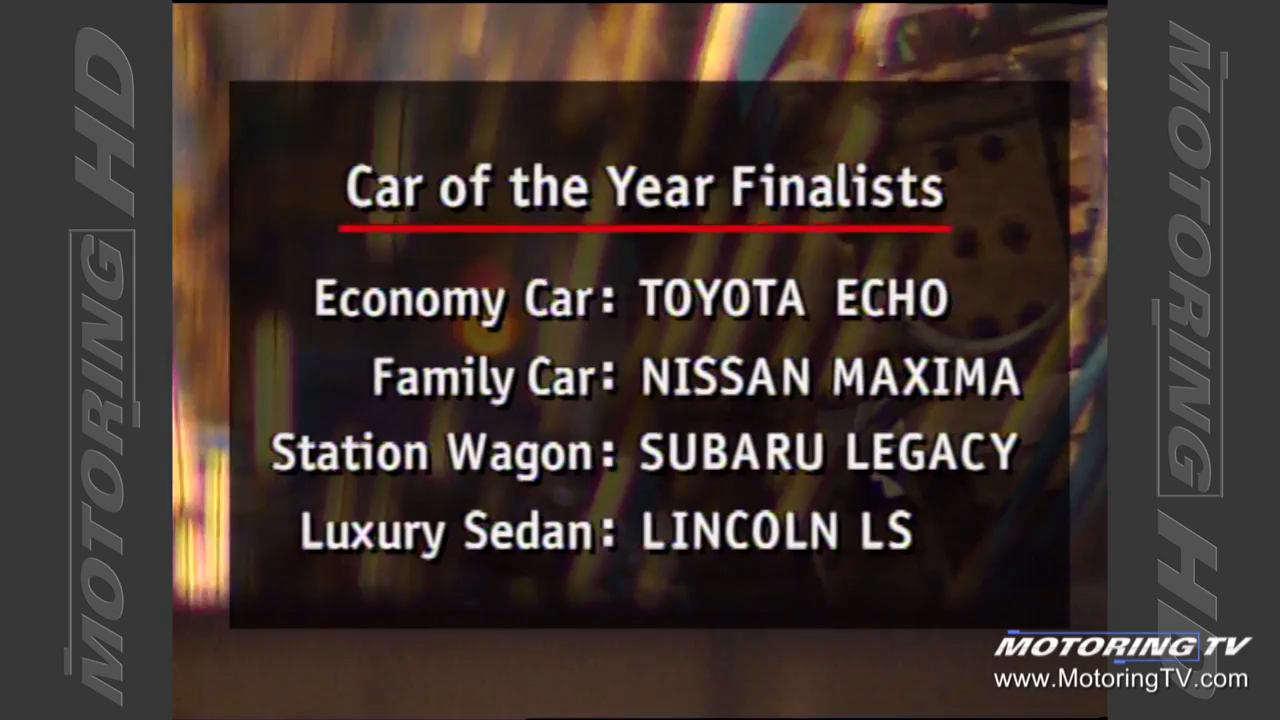 MOTORING HD
Car of the Year Finalists
Economy Car: TOYOTA ECHO
Family Car: NISSAN MAXIMA
Station Wagon: SUBARU LEGACY
Luxury Sedan: LINCOLN LS
MOTORING HD
MOTORING TV
www.MotoringTV.com